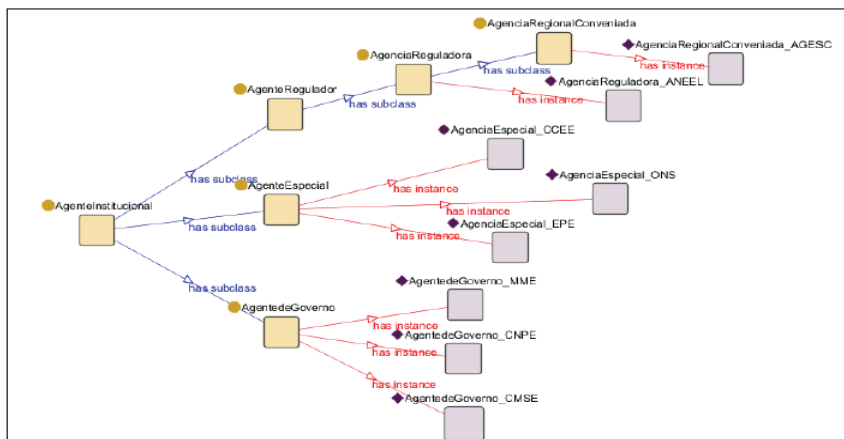 AgenciaRegionalConveniada
AgenciaRegionalConveniada_AGESC
AgenciaReguladora
has subclass
has instance
AgenciaReguladora_ANEEL
AgenteRegulador
has subclass
has instance
AgenciaEspecial_CCEE
has subclass
AgenteEspecial
has instance
AgenciaEspecial_ONS
AgenteInstitucional
has instance
has subclass
AgenciaEspecial_EPE
has instance
has subclass
AgentedeGoverno_MME
AgentedeGoverno
has instance
AgentedeGoverno_CNPE
has instance
has instance
AgentedeGoverno_CMSE